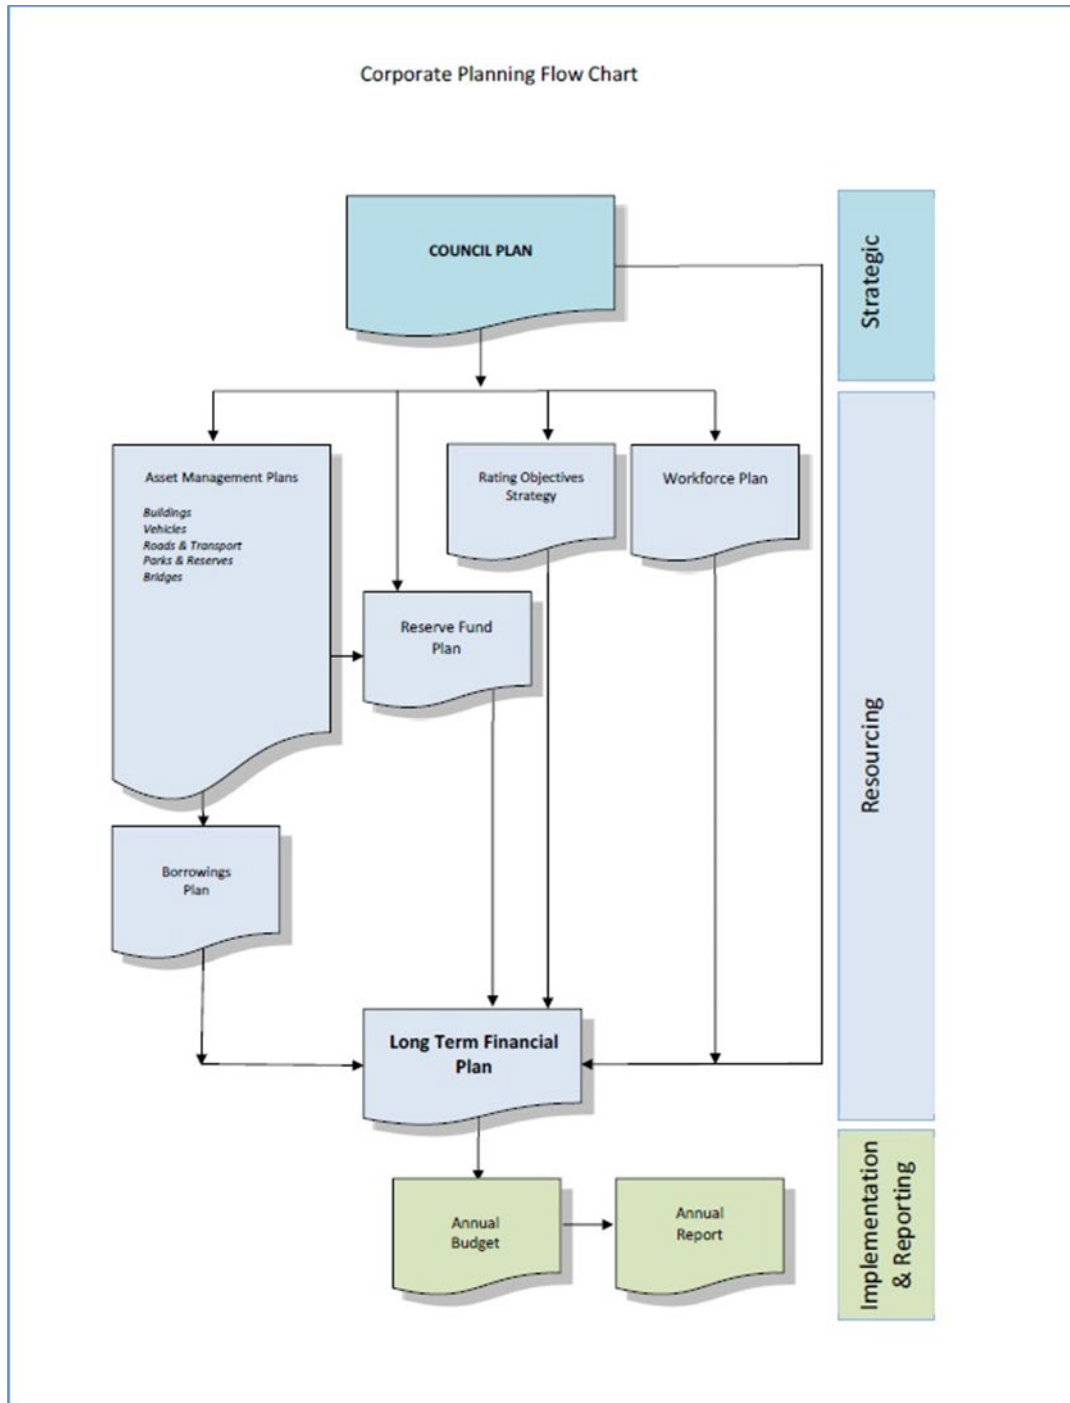 Corporate Planning Flow Chart
COUNCIL PLAN
Strategic
Asset Management Plans
Buildings
Vehicles
Roads & Transport
Parks & Reserves
Bridges
Rating Objectives
Strategy
Workforce Plan
Reserve Fund
Plan
Resourcing
Borrowings
Plan
Long Term Financial
Plan
Annual
Budget
Annual
Report
Implementation
& Reporting